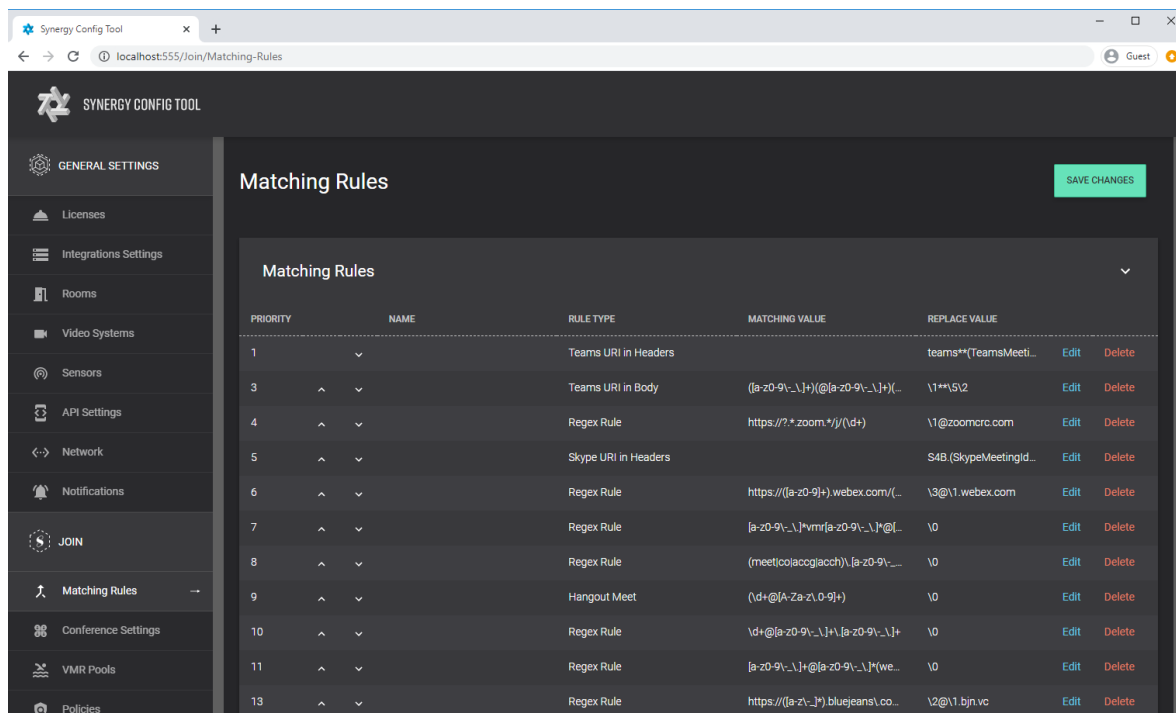 Synergy Config Tool
localhost:555/Join/Matching-Rules
Guest
SYNERGY CONFIG TOOL
GENERAL SETTINGS
Licenses
Integrations Settings
Rooms
Video Systems
Sensors
API Settings
Network
Notifications
JOIN
Matching Rules →
Conference Settings
VMR Pools
Policies
Matching Rules
SAVE CHANGES
Matching Rules
PRIORITY NAME RULE TYPE MATCHING VALUE REPLACE VALUE
1 Teams URI in Headers teams**(TeamsMeeti... Edit Delete
3 Teams URI in Body ([a-z0-9\-_\.]+)(@[a-z0-9\-_\.]+)(... \1**\5\2 Edit Delete
4 Regex Rule https://?.*.zoom.*/j/(\d+) \1@zoomcrc.com Edit Delete
5 Skype URI in Headers S4B.(SkypeMeetingId... Edit Delete
6 Regex Rule https://([a-z0-9]+).webex.com/(... \3@\1.webex.com Edit Delete
7 Regex Rule [a-z0-9\-_\.]*vmr[a-z0-9\-_\.]*@[... \0 Edit Delete
8 Regex Rule (meet|co|accg|acch)\.[a-z0-9\-_... \0 Edit Delete
9 Hangout Meet (\d+@[A-Za-z\.0-9]+) \0 Edit Delete
10 Regex Rule \d+@[a-z0-9\-_\.]+\.[a-z0-9\-_\.]+ \0 Edit Delete
11 Regex Rule [a-z0-9\-_\.]+@[a-z0-9\-_\.]*(we... \0 Edit Delete
13 Regex Rule https://([a-z\-_]*).bluejeans\.co... \2@\1.bjn.vc Edit Delete